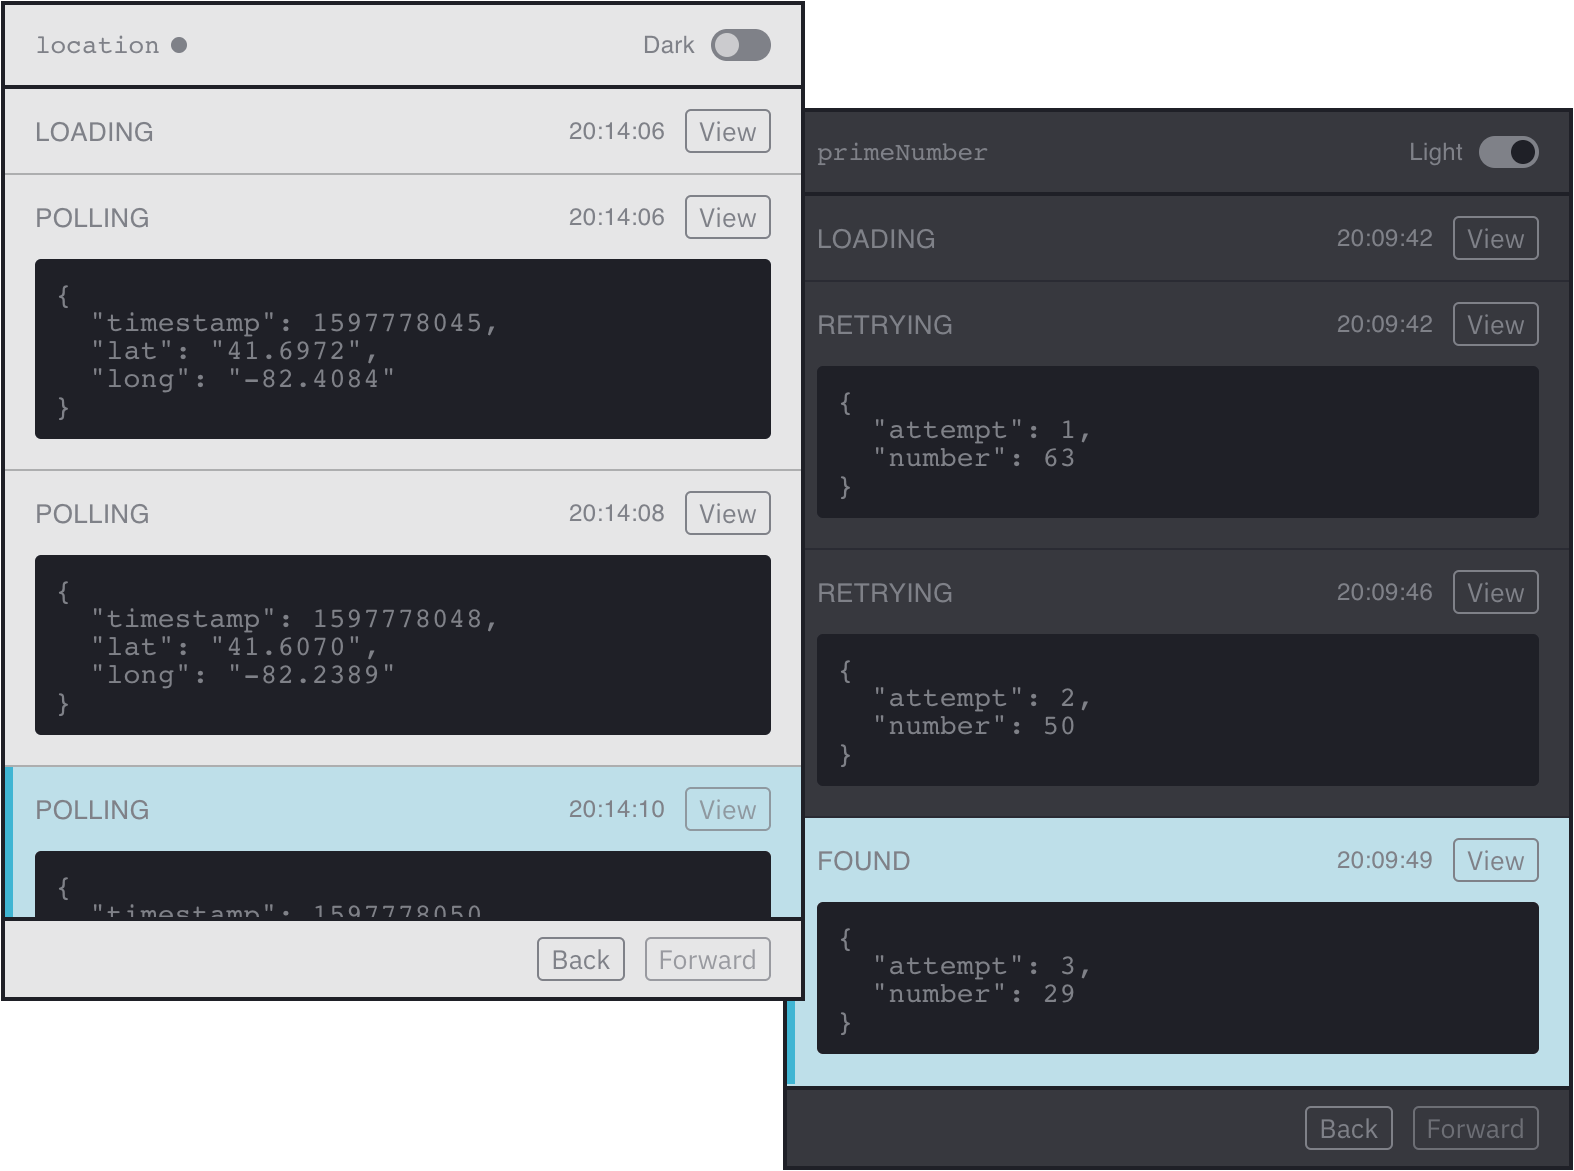 location
Dark
LOADING 20:14:06 View
POLLING 20:14:06 View
{
"timestamp": 1597778045,
"lat": "41.6972",
"long": "-82.4084"
}
POLLING 20:14:08 View
{
"timestamp": 1597778048,
"lat": "41.6070",
"long": "-82.2389"
}
POLLING 20:14:10 View
{
"timestamp": 1597778050
Back Forward
primeNumber
Light
LOADING 20:09:42 View
RETRYING 20:09:42 View
{
"attempt": 1,
"number": 63
}
RETRYING 20:09:46 View
{
"attempt": 2,
"number": 50
}
FOUND 20:09:49 View
{
"attempt": 3,
"number": 29
}
Back Forward